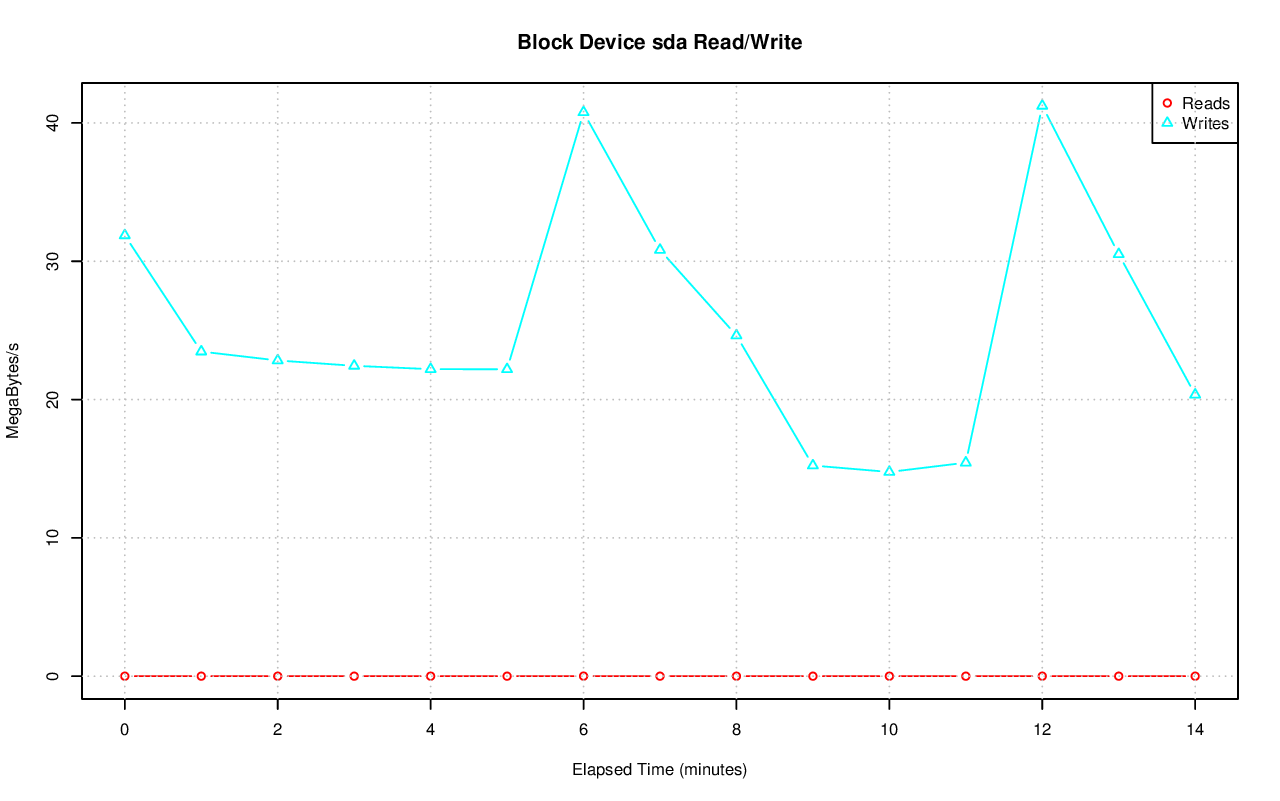 Block Device sda Read/Write
Reads
Writes
40
30
20
10
0
MegaBytes/s
0 2 4 6 8 10 12 14
Elapsed Time (minutes)